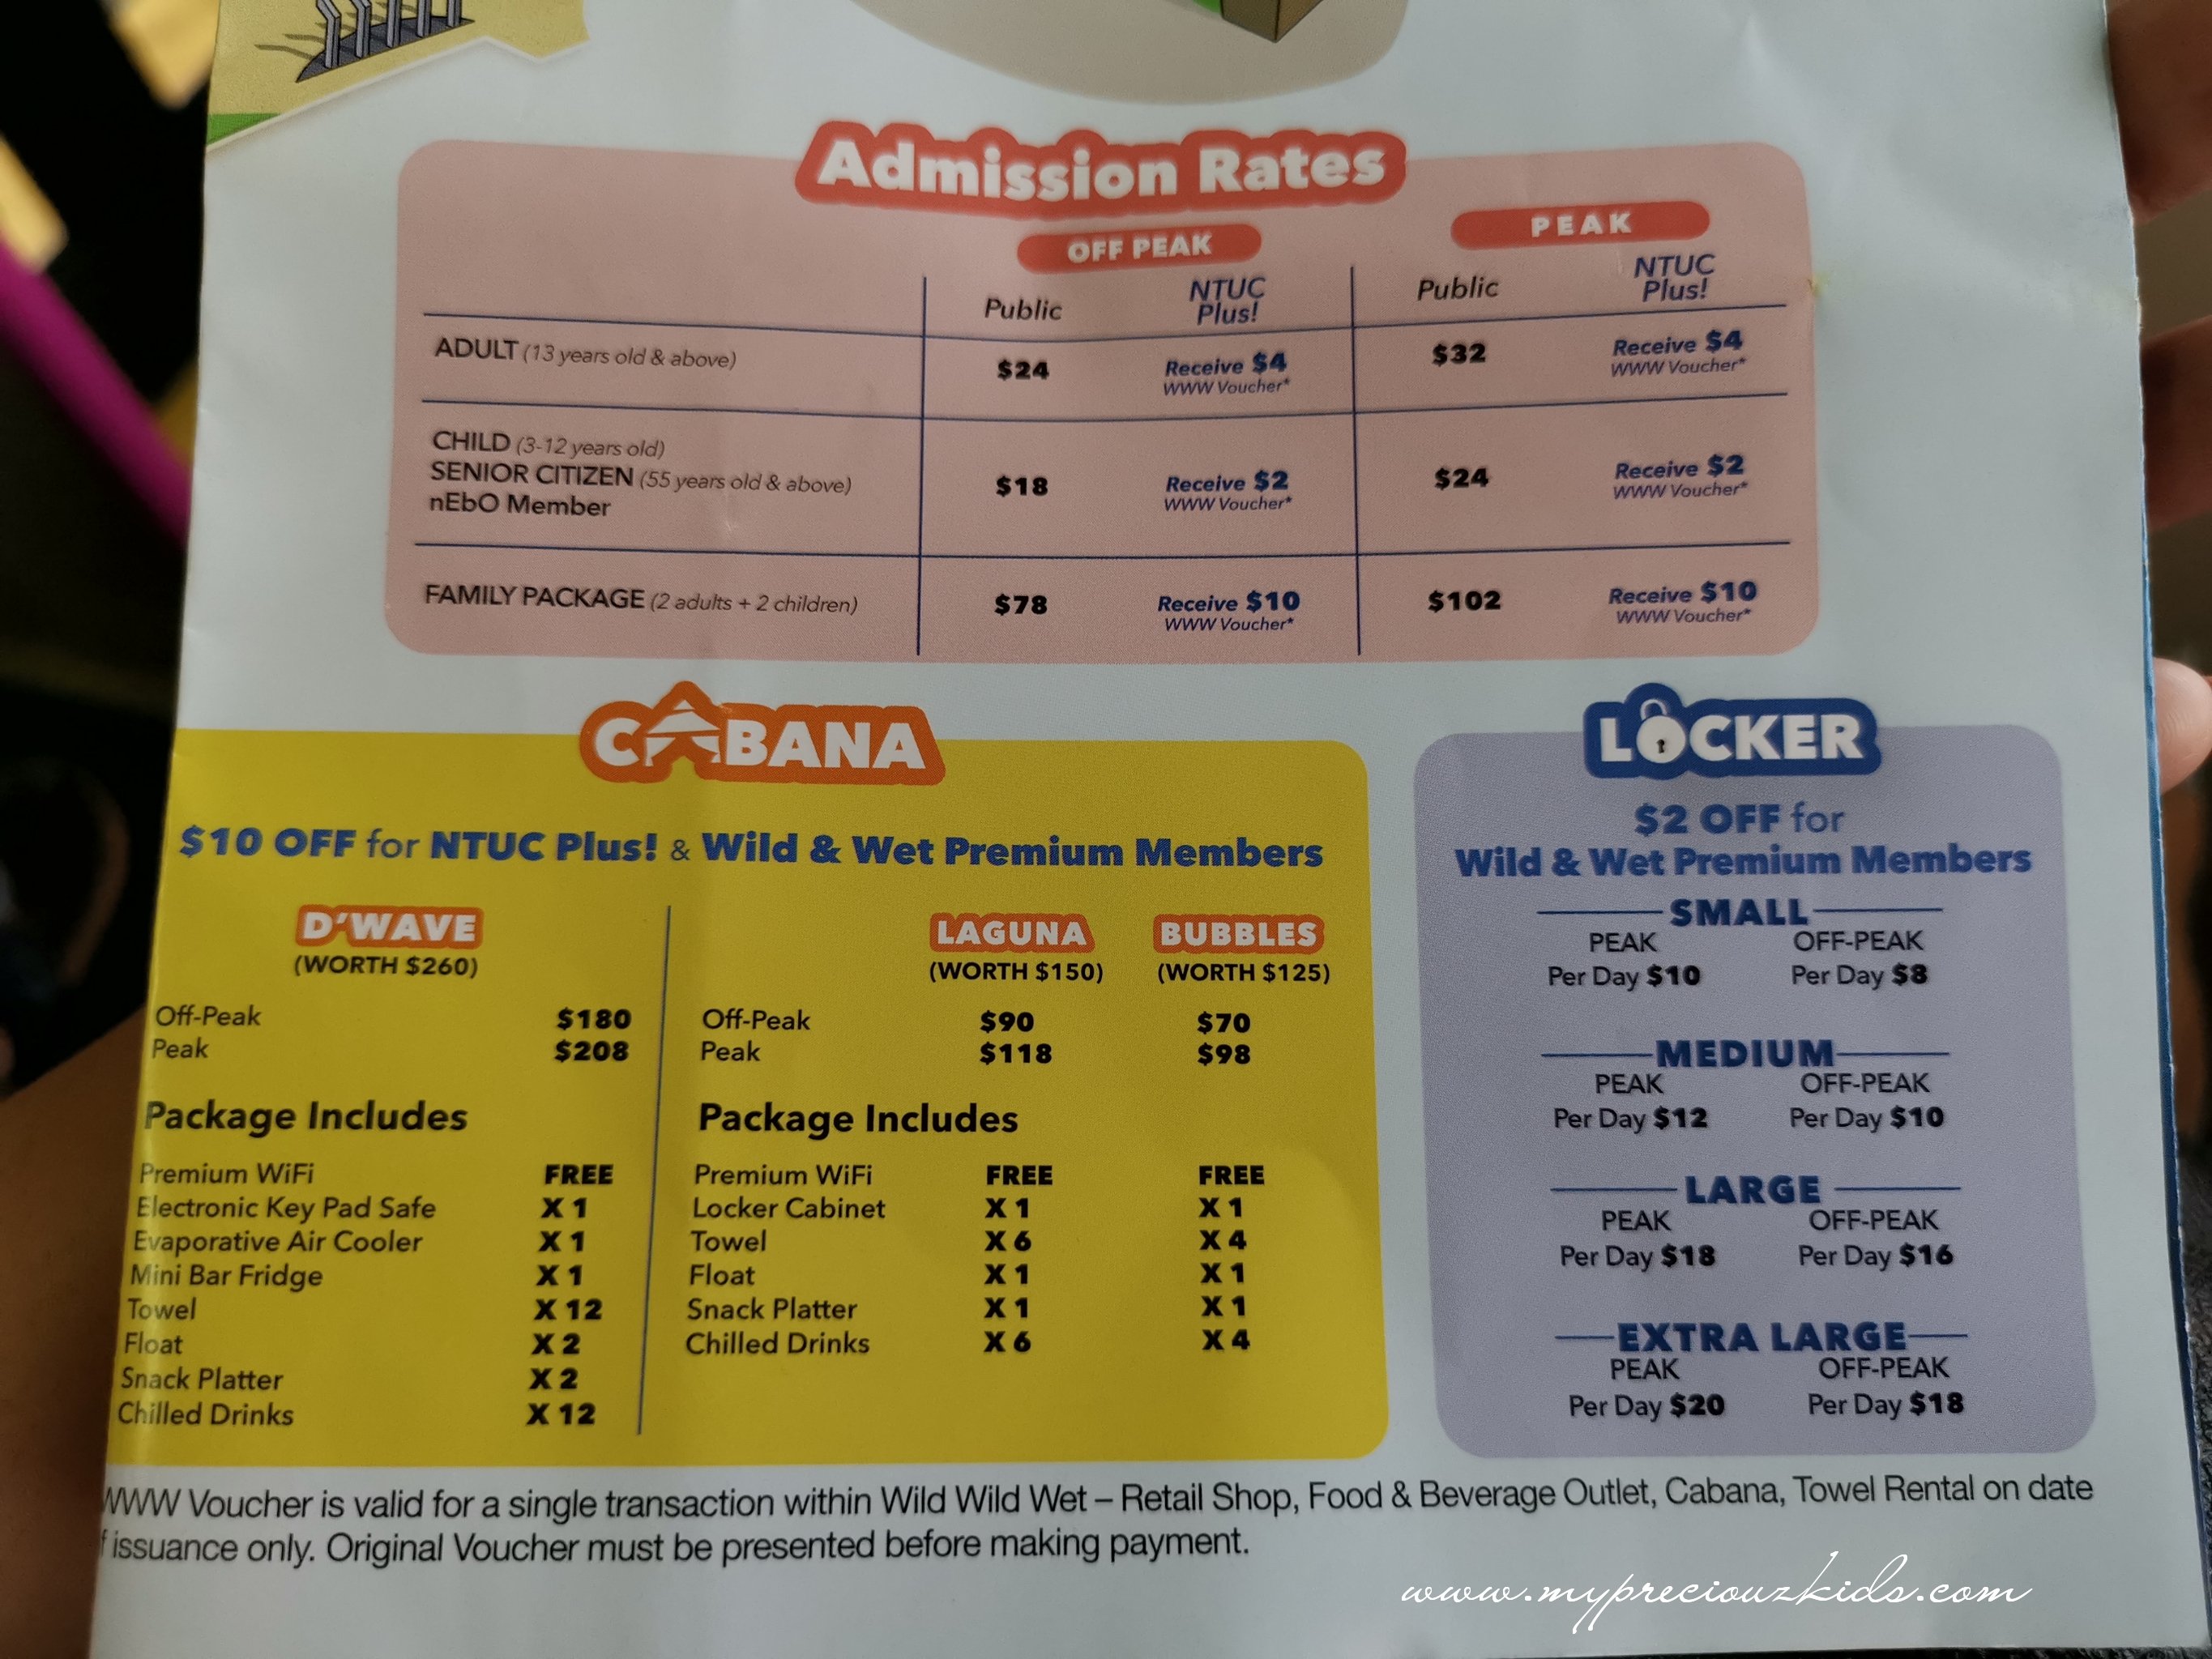 Admission Rates
OFF PEAK
PEAK
Public
NTUC
Plus!
Public
NTUC
Plus!
ADULT (13 years old & above)
$24
Receive $4
WWW Voucher*
$32
Receive $4
WWW Voucher*
CHILD (3-12 years old)
SENIOR CITIZEN (55 years old & above)
nEbO Member
$18
Receive $2
WWW Voucher*
$24
Receive $2
WWW Voucher*
FAMILY PACKAGE (2 adults + 2 children)
$78
Receive $10
WWW Voucher*
$102
Receive $10
WWW Voucher*
CABANA
$10 OFF for NTUC Plus! & Wild & Wet Premium Members
D'WAVE
(WORTH $260)
Off-Peak $180
Peak $208
Package Includes
Premium WiFi FREE
Electronic Key Pad Safe X 1
Evaporative Air Cooler X 1
Mini Bar Fridge X 1
Towel X 12
Float X 2
Snack Platter X 2
Chilled Drinks X 12
LAGUNA BUBBLES
(WORTH $150) (WORTH $125)
Off-Peak $90 $70
Peak $118 $98
Package Includes
Premium WiFi FREE FREE
Locker Cabinet X 1 X 1
Towel X 6 X 4
Float X 1 X 1
Snack Platter X 1 X 1
Chilled Drinks X 6 X 4
LOCKER
$2 OFF for
Wild & Wet Premium Members
SMALL
PEAK OFF-PEAK
Per Day $10 Per Day $8
MEDIUM
PEAK OFF-PEAK
Per Day $12 Per Day $10
LARGE
PEAK OFF-PEAK
Per Day $18 Per Day $16
EXTRA LARGE
PEAK OFF-PEAK
Per Day $20 Per Day $18
WWW Voucher is valid for a single transaction within Wild Wild Wet – Retail Shop, Food & Beverage Outlet, Cabana, Towel Rental on date
f issuance only. Original Voucher must be presented before making payment.
www.mypreciouzkids.com